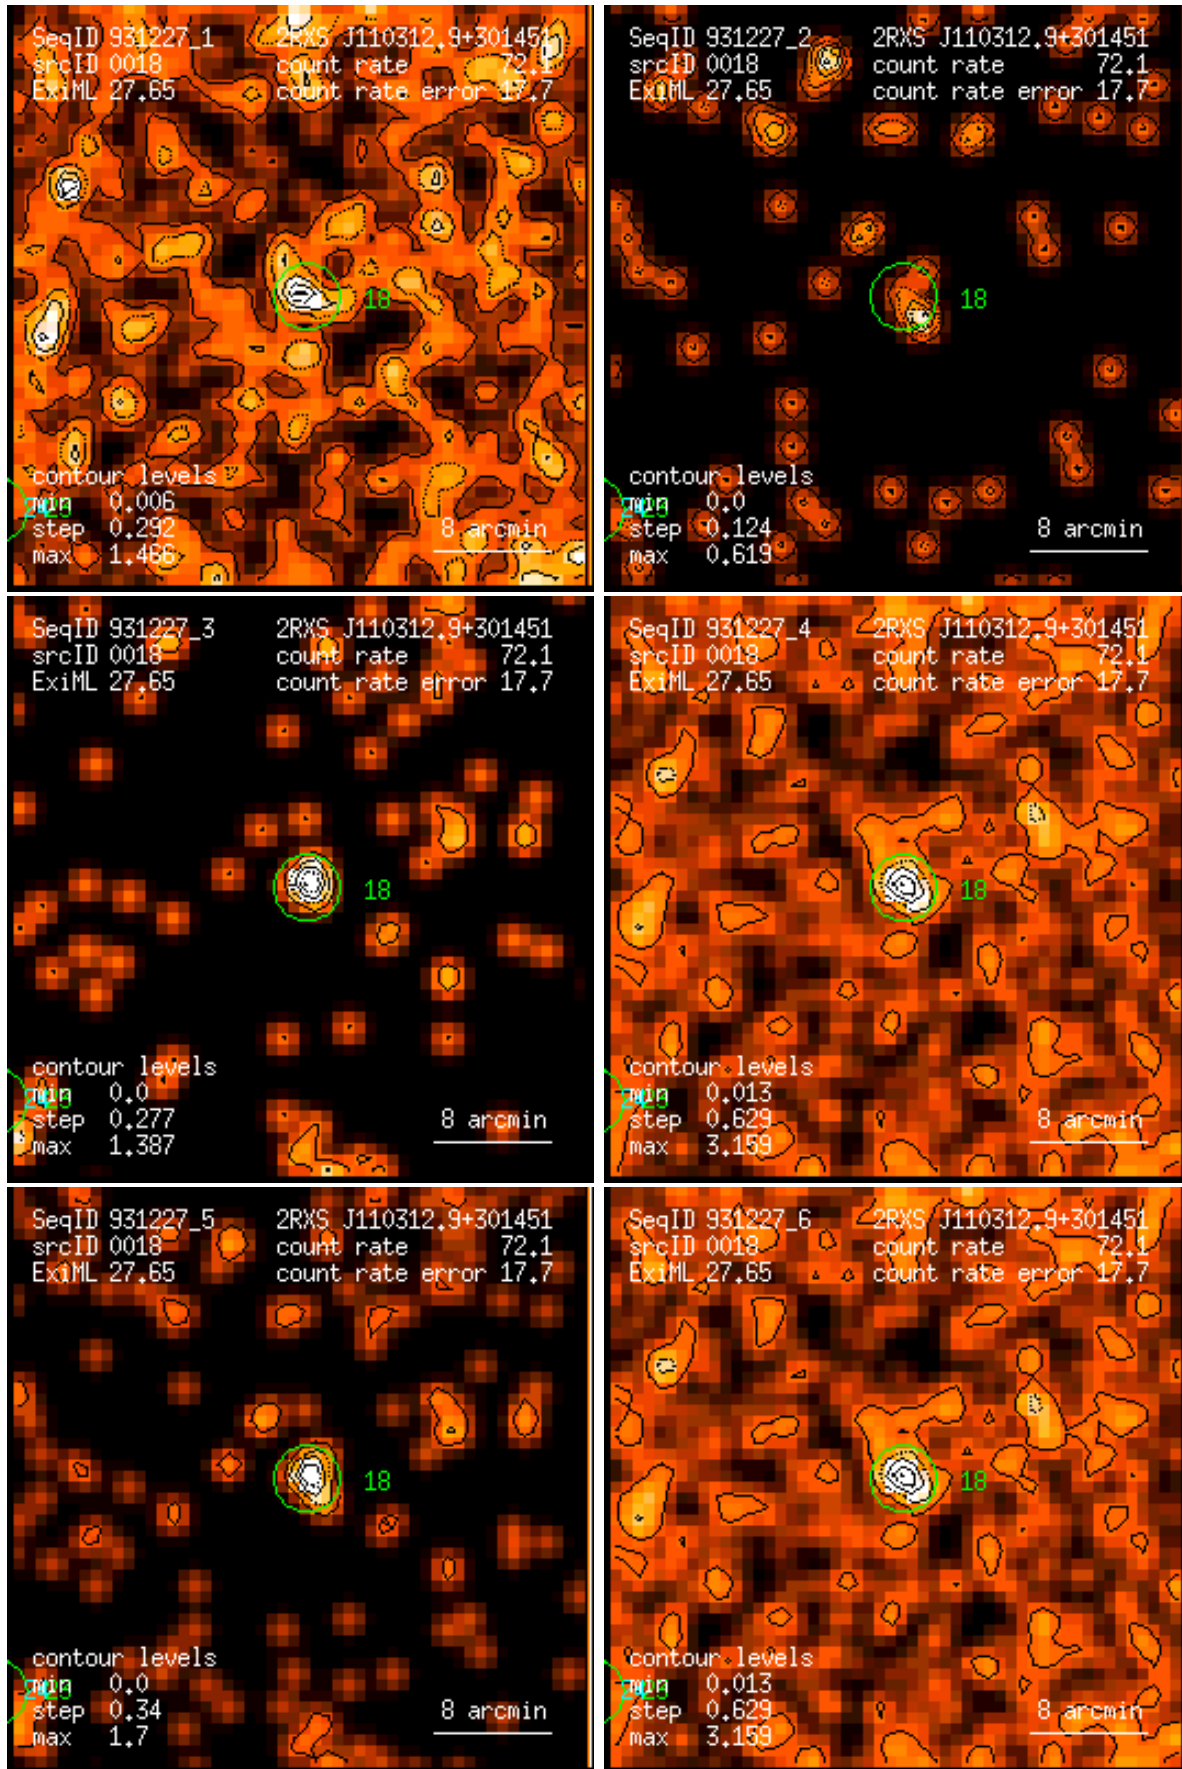 SeqID 931227_1 2RXS J110312.9+301451
srcID 0018 count rate 72.1
ExiML 27.65 count rate error 17.7
18
contour levels
min 0.006
step 0.292 8 arcmin
max 1.466
SeqID 931227_2 2RXS J110312.9+301451
srcID 0018 count rate 72.1
ExiML 27.65 count rate error 17.7
18
contour levels
min 0.0
step 0.124 8 arcmin
max 0.619
SeqID 931227_3 2RXS J110312.9+301451
srcID 0018 count rate 72.1
ExiML 27.65 count rate error 17.7
18
contour levels
min 0.0
step 0.277 8 arcmin
max 1.387
SeqID 931227_4 2RXS J110312.9+301451
srcID 0018 count rate 72.1
ExiML 27.65 count rate error 17.7
18
contour levels
min 0.013
step 0.629 8 arcmin
max 3.159
SeqID 931227_5 2RXS J110312.9+301451
srcID 0018 count rate 72.1
ExiML 27.65 count rate error 17.7
18
contour levels
min 0.0
step 0.34 8 arcmin
max 1.7
SeqID 931227_6 2RXS J110312.9+301451
srcID 0018 count rate 72.1
ExiML 27.65 count rate error 17.7
18
contour levels
min 0.013
step 0.629 8 arcmin
max 3.159